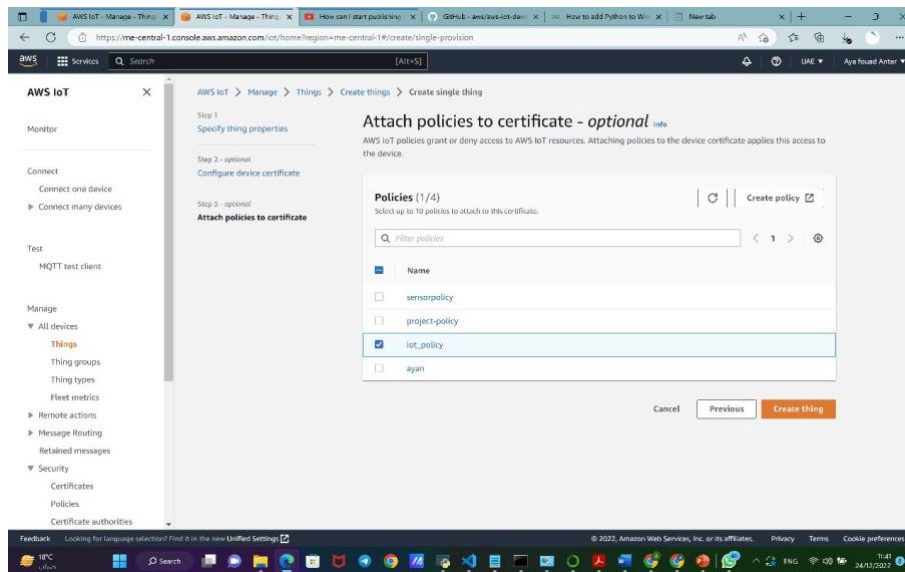 AWS IoT - Manage - Thing
AWS IoT - Manage - Thing
How can I start publishing
GitHub - aws/aws-iot-devi
How to add Python to Win
New tab
https://me-central-1.console.aws.amazon.com/iot/home?region=me-central-1#/create/single-provision
aws
Services
Search
[Alt+S]
UAE
Aya fouad Anter
AWS IoT
Monitor
Connect
Connect one device
Connect many devices
Test
MQTT test client
Manage
All devices
Things
Thing groups
Thing types
Fleet metrics
Remote actions
Message Routing
Retained messages
Security
Certificates
Policies
Certificate authorities
AWS IoT > Manage > Things > Create things > Create single thing
Step 1
Specify thing properties
Step 2 - optional
Configure device certificate
Step 3 - optional
Attach policies to certificate
Attach policies to certificate - optional Info
AWS IoT policies grant or deny access to AWS IoT resources. Attaching policies to the device certificate applies this access to
the device.
Policies (1/4)
Select up to 10 policies to attach to this certificate.
Create policy
Filter policies
1
Name
sensorpolicy
project-policy
iot_policy
ayan
Cancel
Previous
Create thing
Feedback
Looking for language selection? Find it in the new Unified Settings
© 2022, Amazon Web Services, Inc. or its affiliates.
Privacy
Terms
Cookie preferences
18°C
Search
ENG
11:41
24/12/2022